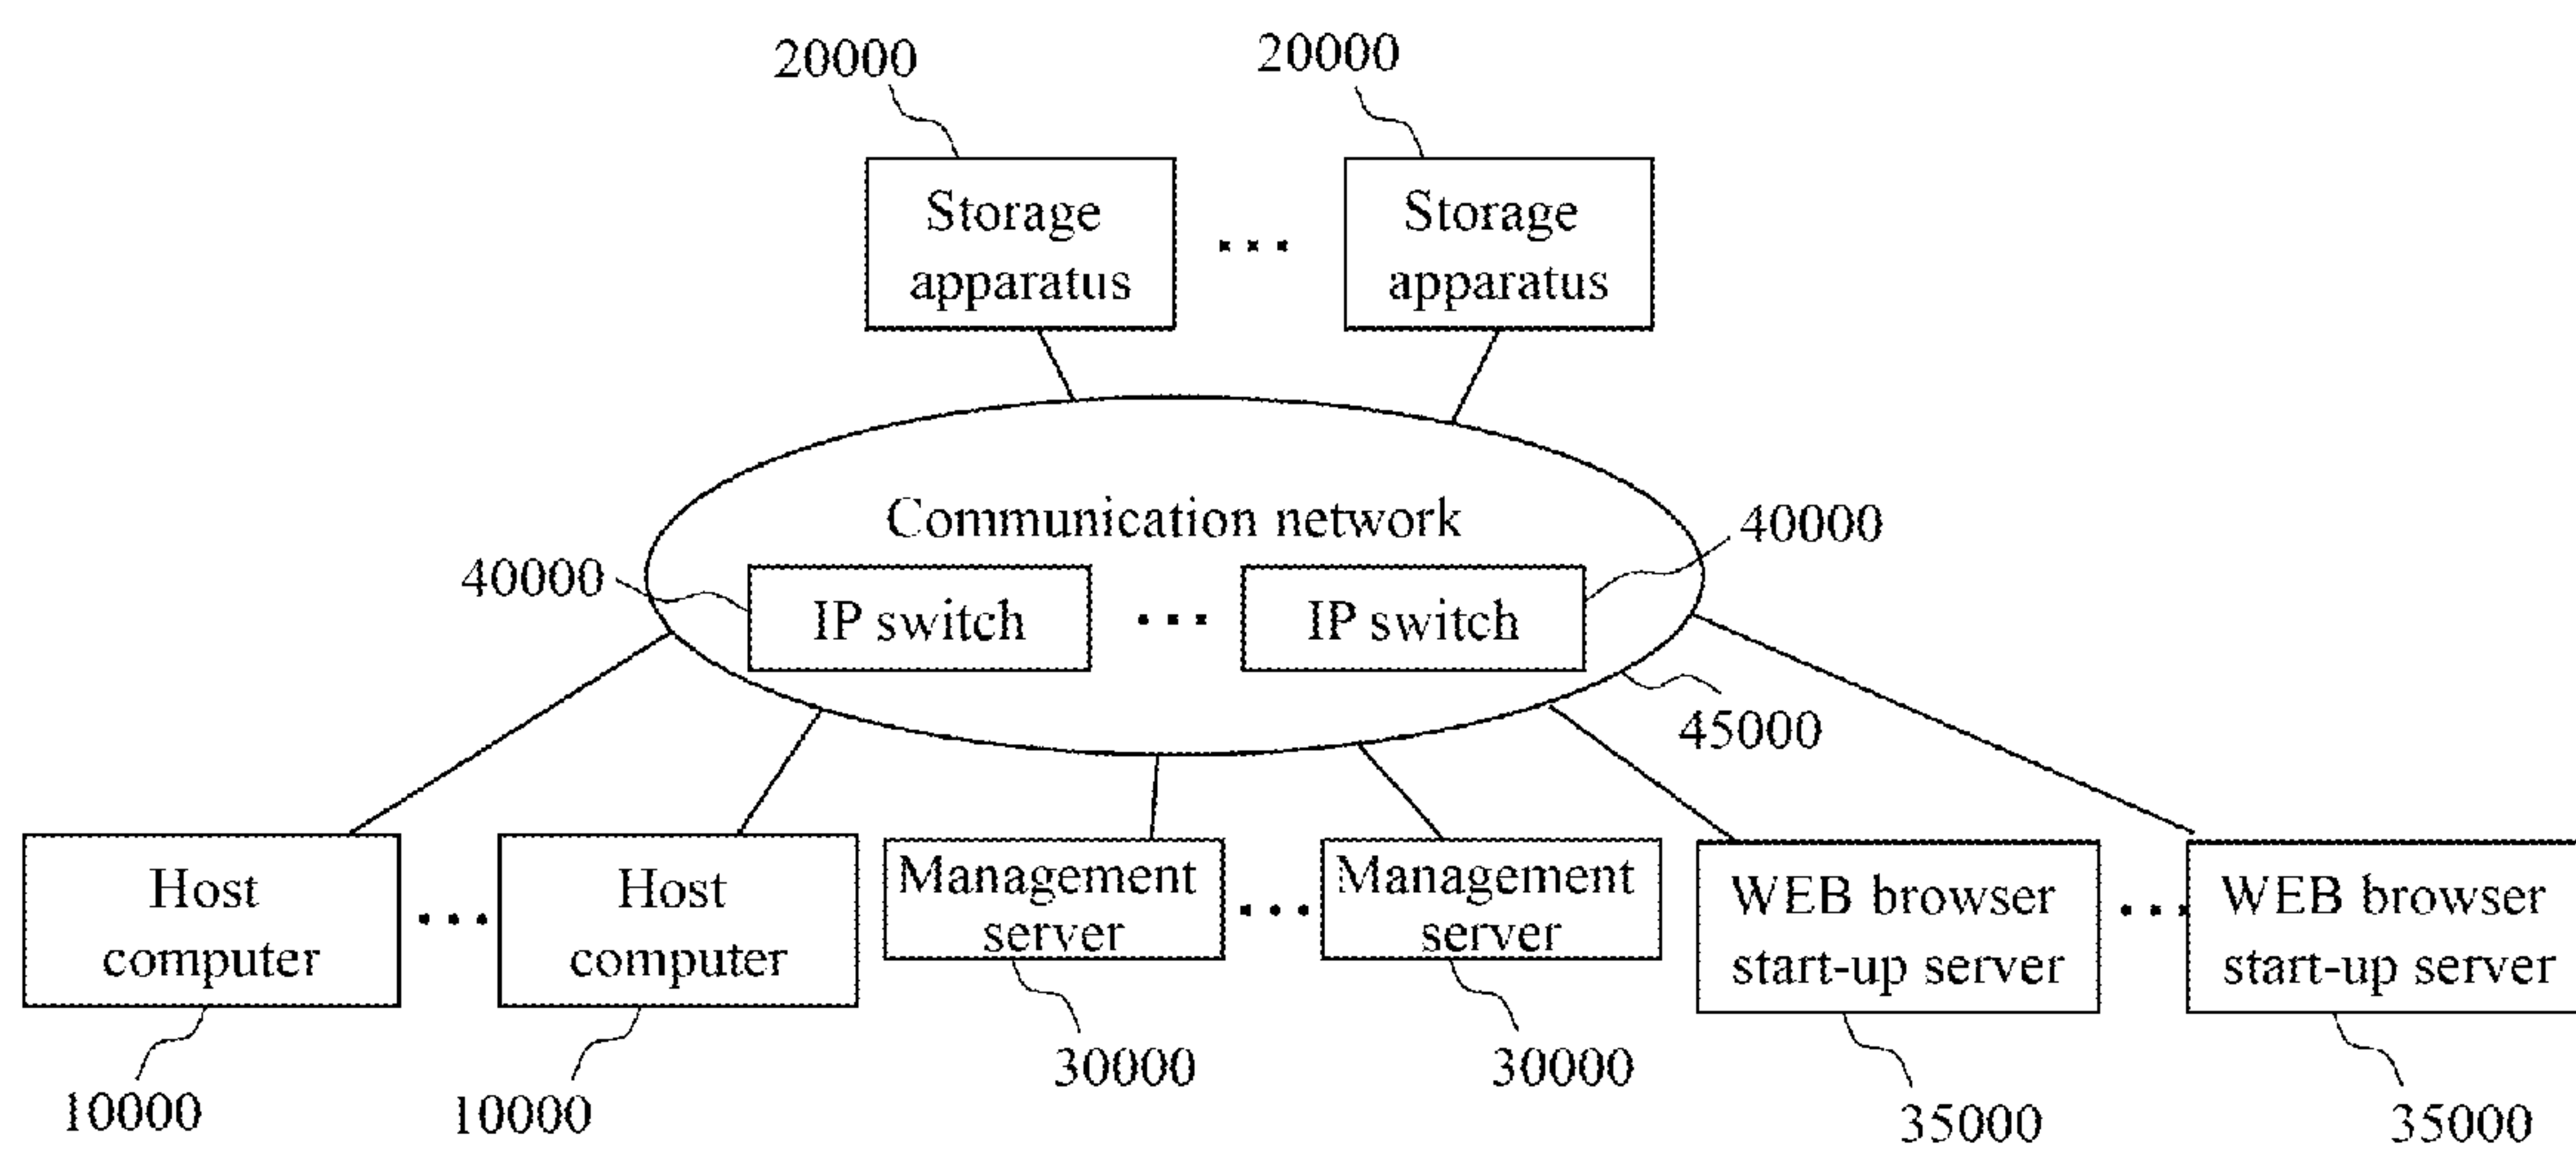 20000 20000
Storage apparatus
Storage apparatus
...
Communication network
40000
40000
IP switch
...
IP switch
45000
Host
computer
...
Host
computer
Management
server
...
Management
server
WEB browser
start-up server
...
WEB browser
start-up server
10000
10000
30000
30000
35000
35000